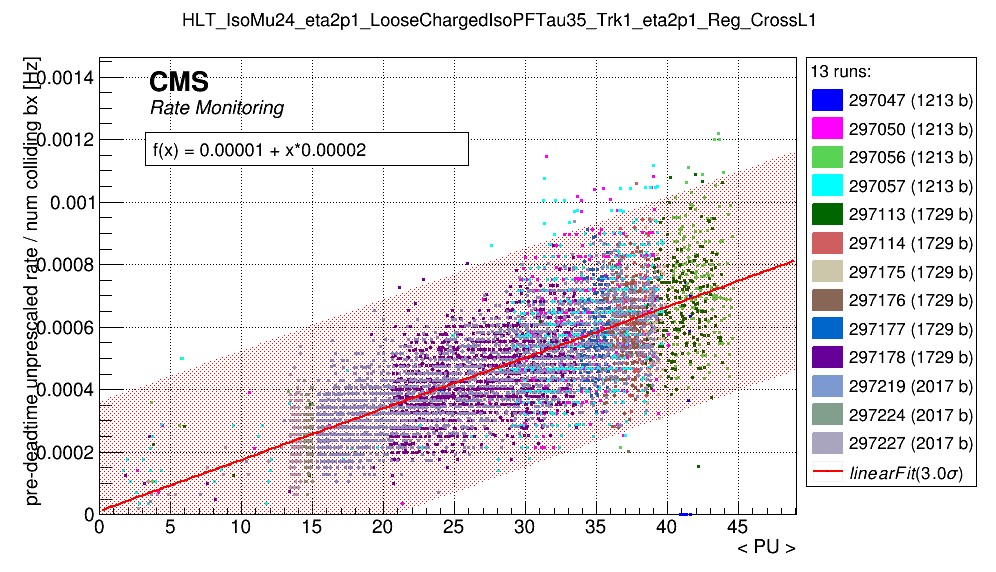 HLT_IsoMu24_eta2p1_LooseChargedIsoPFTau35_Trk1_eta2p1_Reg_CrossL1
pre-deadtime unprescaled rate / num colliding bx [Hz]
0.0014
0.0012
0.001
0.0008
0.0006
0.0004
0.0002
0
CMS
Rate Monitoring
f(x) = 0.00001 + x*0.00002
0 5 10 15 20 25 30 35 40 45
< PU >
13 runs:
297047 (1213 b)
297050 (1213 b)
297056 (1213 b)
297057 (1213 b)
297113 (1729 b)
297114 (1729 b)
297175 (1729 b)
297176 (1729 b)
297177 (1729 b)
297178 (1729 b)
297219 (2017 b)
297224 (2017 b)
297227 (2017 b)
linearFit(3.0σ)